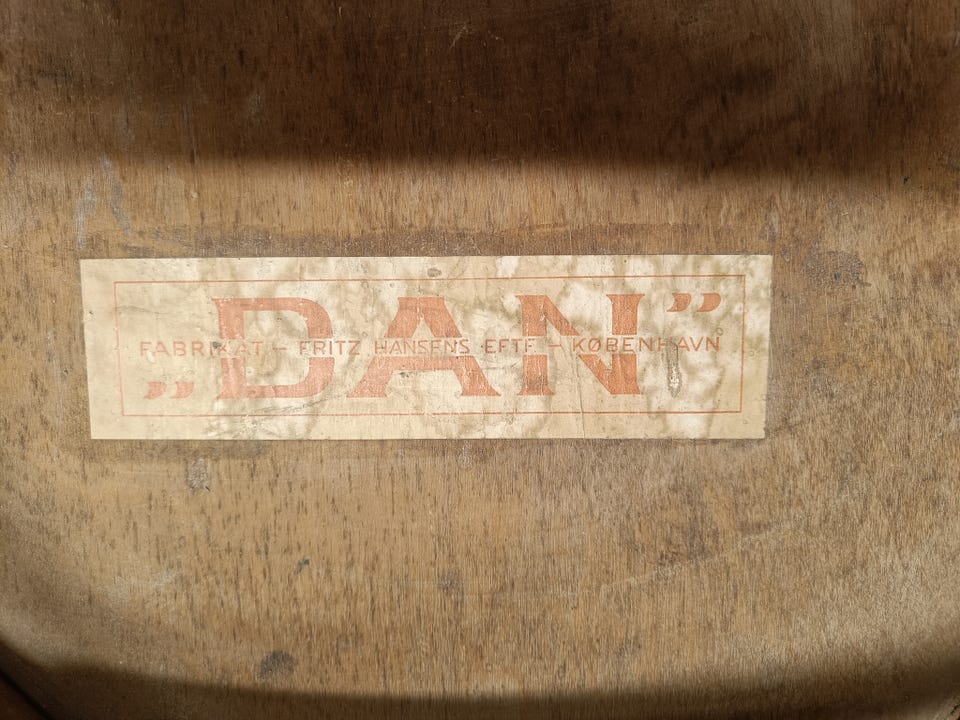 „DAN”
FABRIKAT – FRITZ HANSENS EFTF – KØBENHAVN